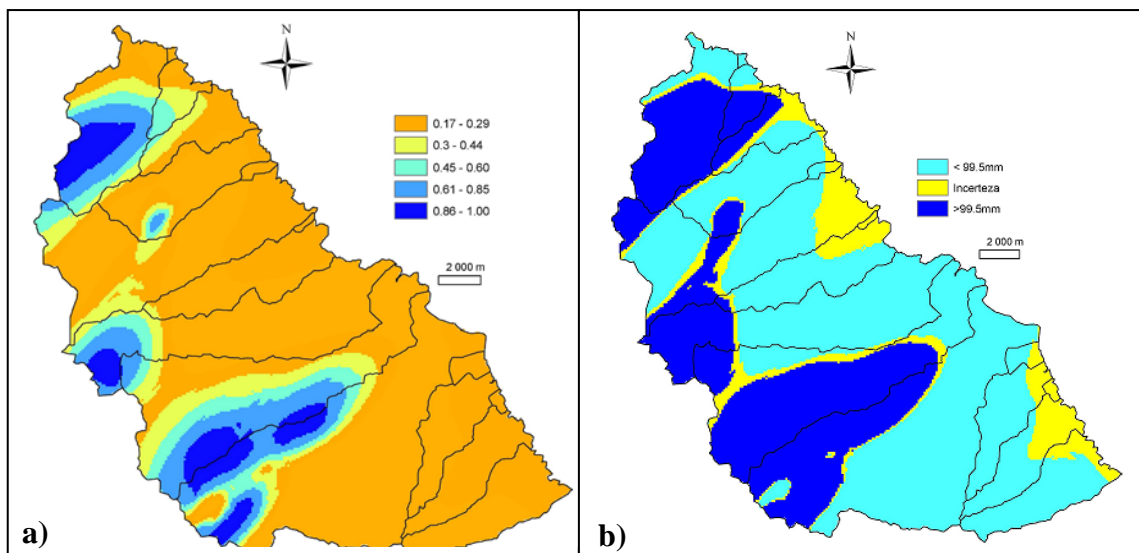 N
0.17 - 0.29
0.3 - 0.44
0.45 - 0.60
0.61 - 0.85
0.86 - 1.00
2 000 m
a)
N
< 99.5mm
Incerteza
>99.5mm
2 000 m
b)